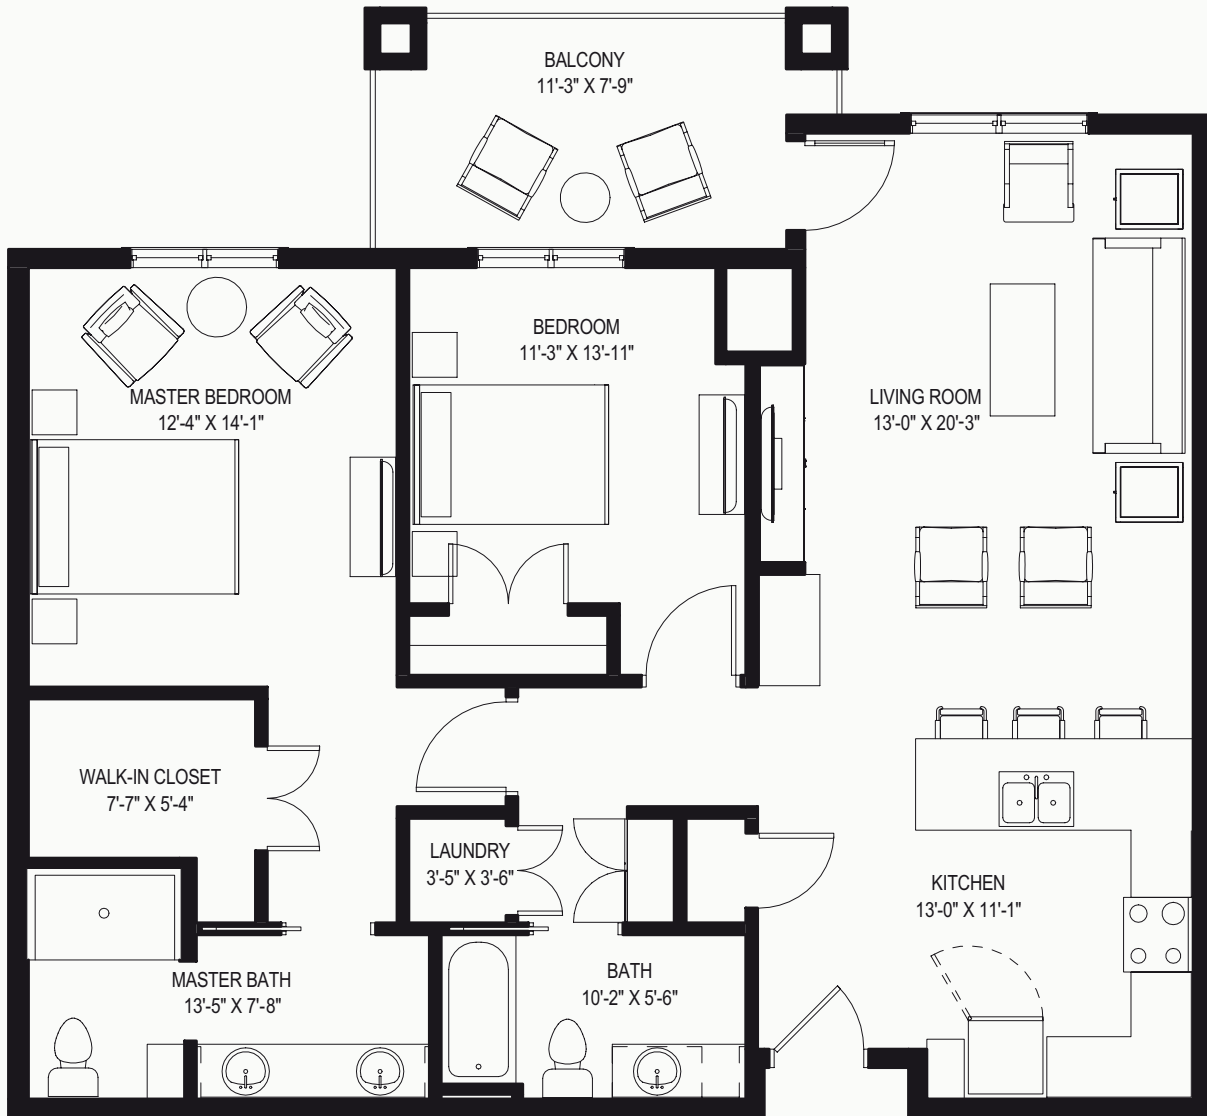 BALCONY
11'-3" X 7'-9"
BEDROOM
11'-3" X 13'-11"
MASTER BEDROOM
12'-4" X 14'-1"
LIVING ROOM
13'-0" X 20'-3"
WALK-IN CLOSET
7'-7" X 5'-4"
LAUNDRY
3'-5" X 3'-6"
KITCHEN
13'-0" X 11'-1"
MASTER BATH
13'-5" X 7'-8"
BATH
10'-2" X 5'-6"